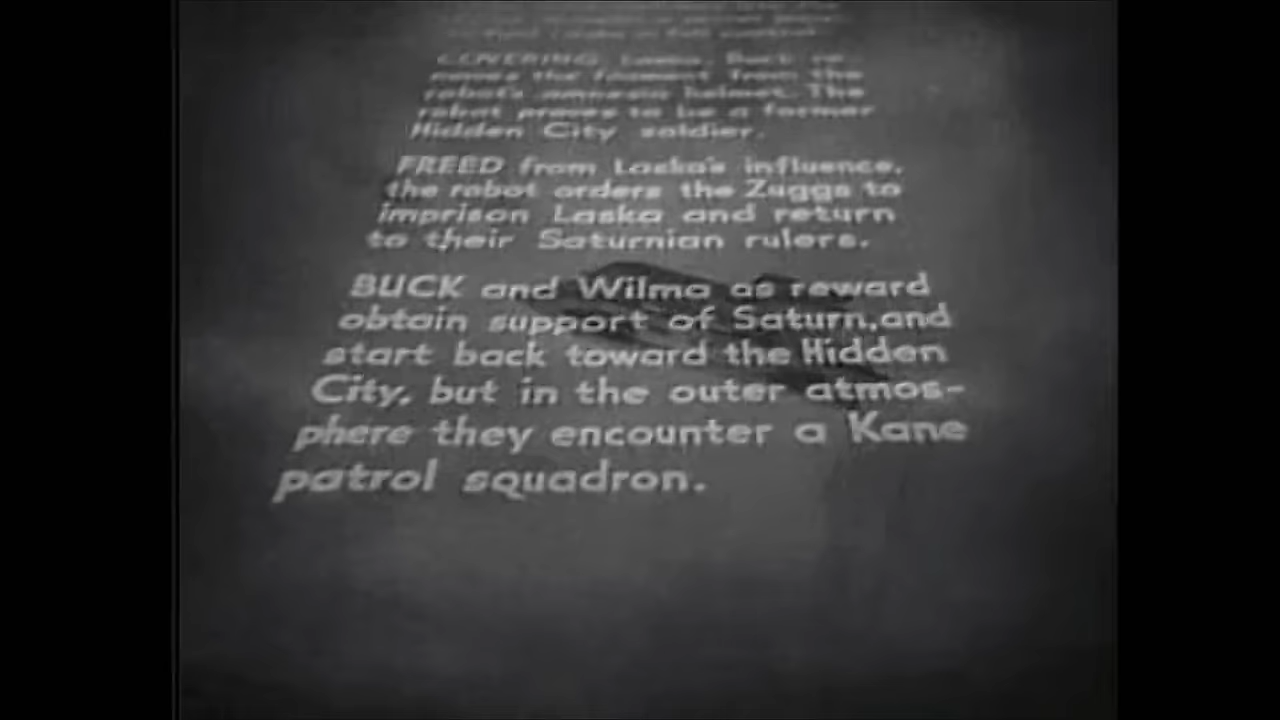 COVERING Laska, Buck re-
moves the filament from the
robot's amnesia helmet. The
robot proves to be a former
Hidden City soldier.
FREED from Laska's influence,
the robot orders the Zuggs to
imprison Laska and return
to their Saturnian rulers.
BUCK and Wilma as reward
obtain support of Saturn,and
start back toward the Hidden
City, but in the outer atmos-
phere they encounter a Kane
patrol squadron.